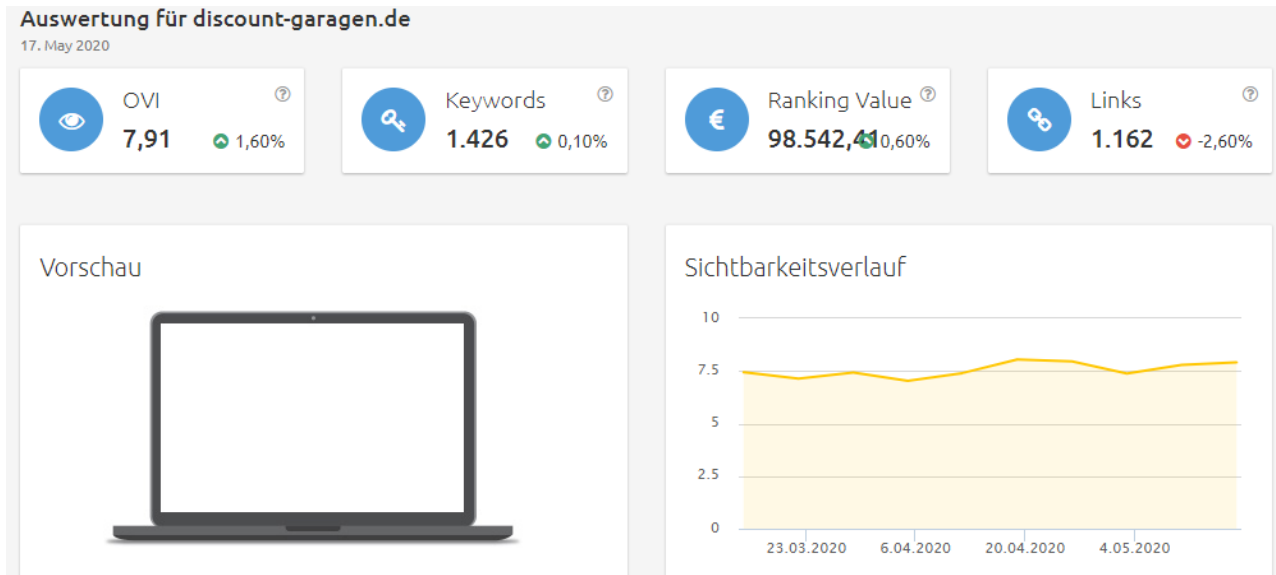 Auswertung für discount-garagen.de
17. May 2020
OVI
7,91 1,60%
Keywords
1.426 0,10%
Ranking Value
98.542,41 0,60%
Links
1.162 -2,60%
Vorschau
Sichtbarkeitsverlauf
10
7.5
5
2.5
0
23.03.2020 6.04.2020 20.04.2020 4.05.2020